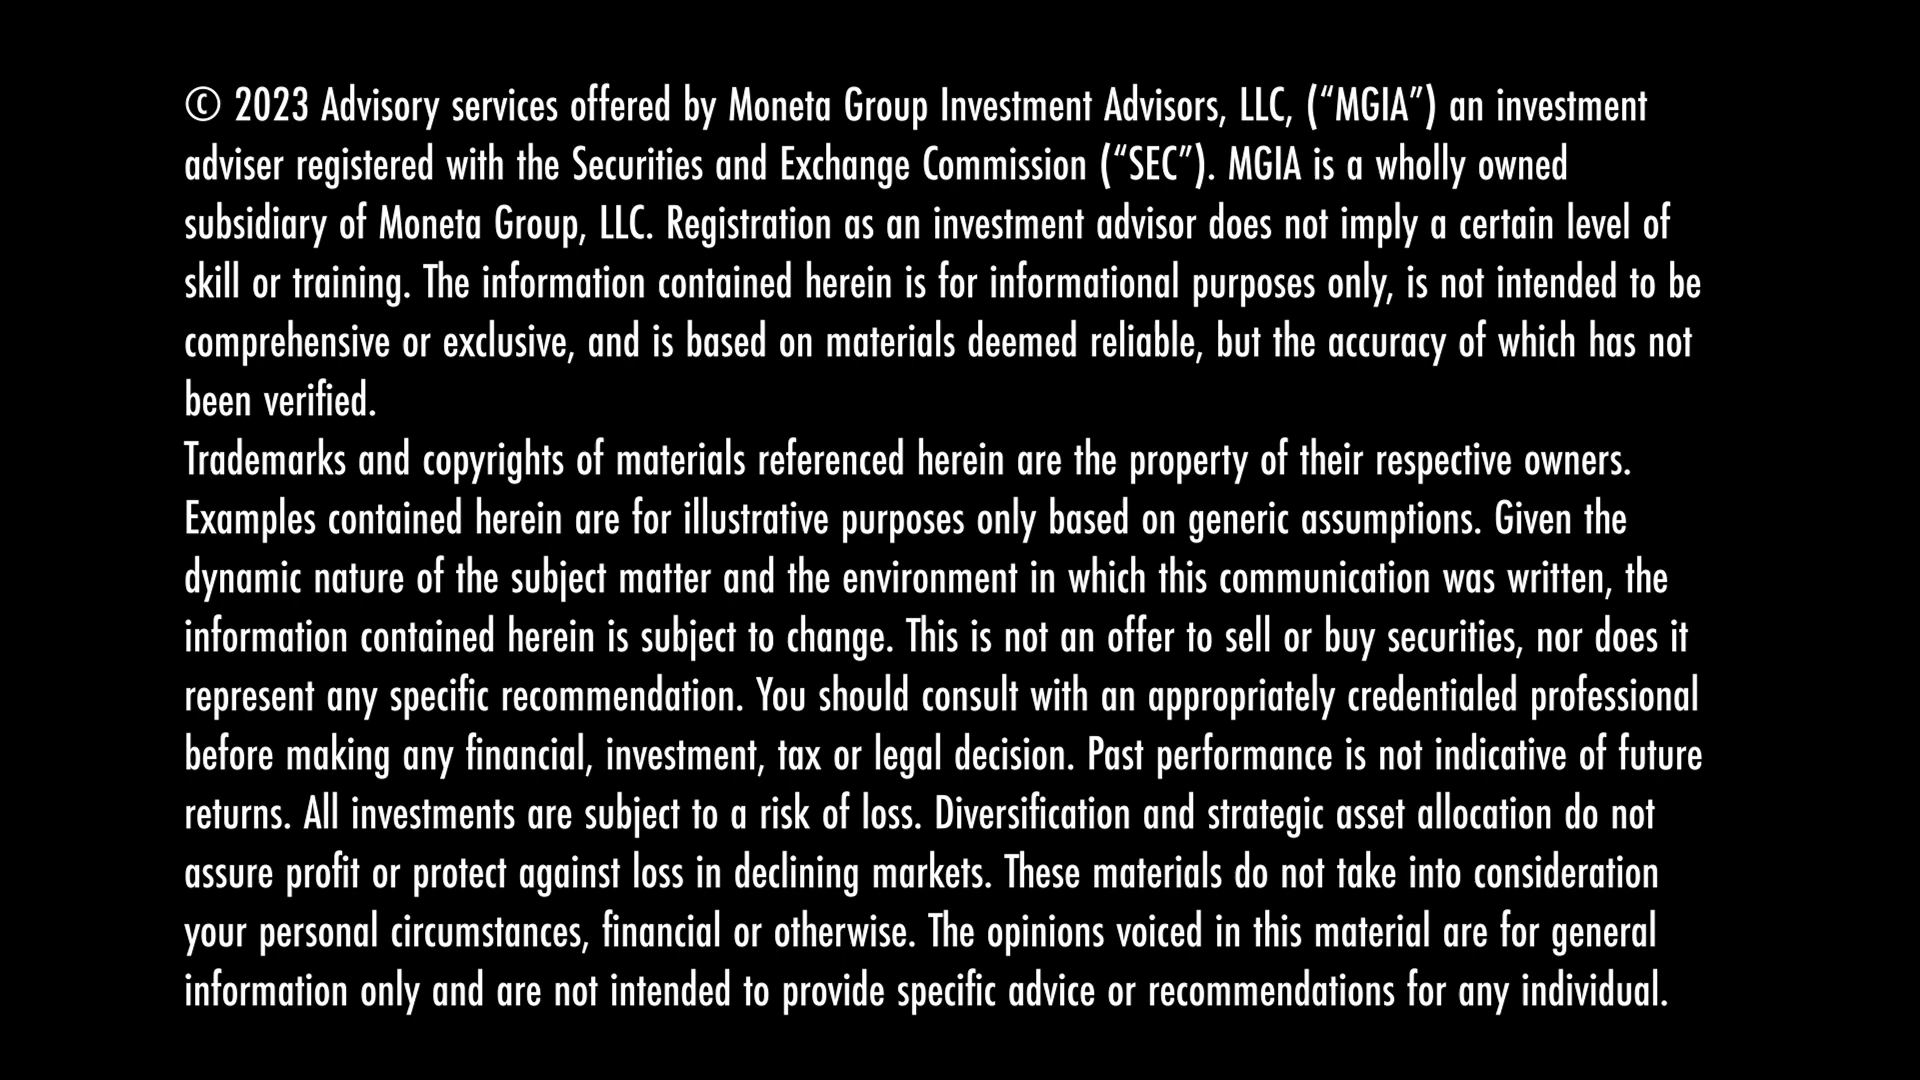 © 2023 Advisory services offered by Moneta Group Investment Advisors, LLC, (“MGIA”) an investment
adviser registered with the Securities and Exchange Commission (“SEC”). MGIA is a wholly owned
subsidiary of Moneta Group, LLC. Registration as an investment advisor does not imply a certain level of
skill or training. The information contained herein is for informational purposes only, is not intended to be
comprehensive or exclusive, and is based on materials deemed reliable, but the accuracy of which has not
been verified.
Trademarks and copyrights of materials referenced herein are the property of their respective owners.
Examples contained herein are for illustrative purposes only based on generic assumptions. Given the
dynamic nature of the subject matter and the environment in which this communication was written, the
information contained herein is subject to change. This is not an offer to sell or buy securities, nor does it
represent any specific recommendation. You should consult with an appropriately credentialed professional
before making any financial, investment, tax or legal decision. Past performance is not indicative of future
returns. All investments are subject to a risk of loss. Diversification and strategic asset allocation do not
assure profit or protect against loss in declining markets. These materials do not take into consideration
your personal circumstances, financial or otherwise. The opinions voiced in this material are for general
information only and are not intended to provide specific advice or recommendations for any individual.